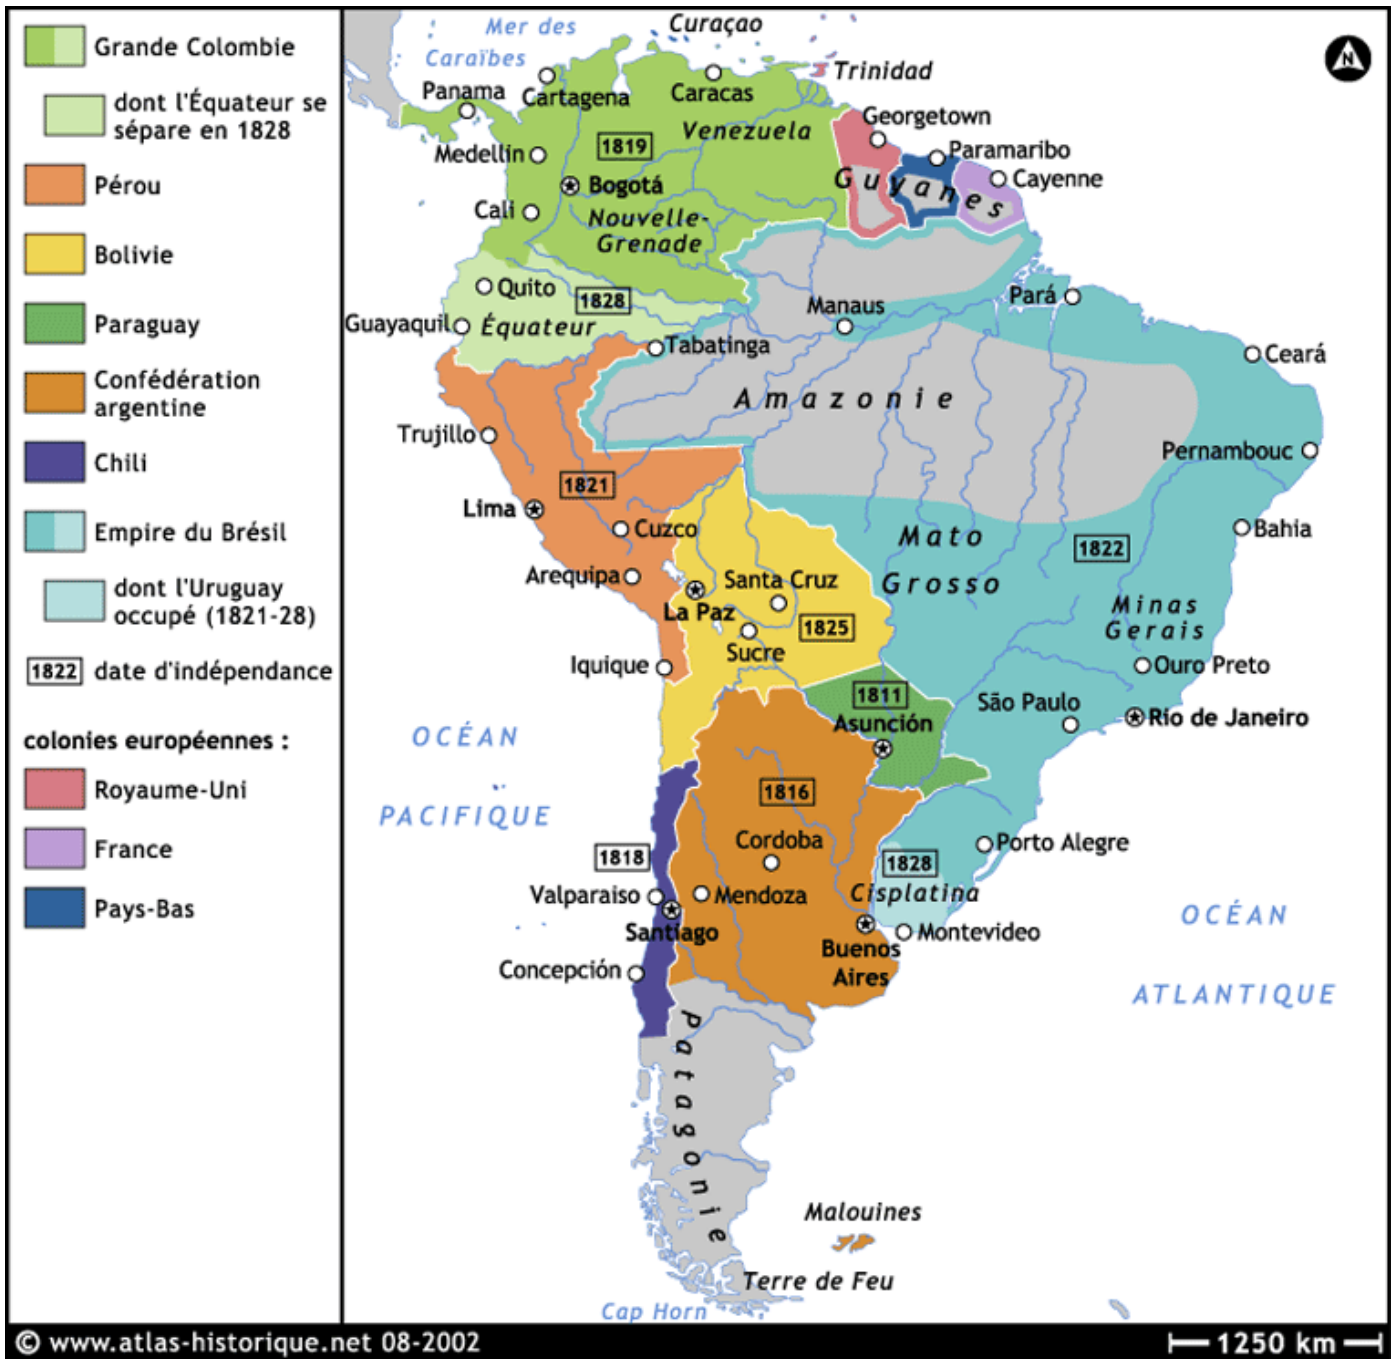 Grande Colombie
dont l'Équateur se
sépare en 1828
Pérou
Bolivie
Paraguay
Confédération
argentine
Chili
Empire du Brésil
dont l'Uruguay
occupé (1821-28)
1822 date d'indépendance
colonies européennes :
Royaume-Uni
France
Pays-Bas
Mer des
Caraïbes
Curaçao
Trinidad
Panama
Cartagena
Caracas
Venezuela
Georgetown
Medellin
1819
Paramaribo
Bogotá
Guyanes
Cayenne
Cali
Nouvelle-
Grenade
Quito
1828
Manaus
Pará
Guayaquil
Équateur
Tabatinga
Ceará
Amazonie
Trujillo
Pernambouc
1821
Lima
Cuzco
Mato
Grosso
1822
Bahia
Arequipa
Santa Cruz
La Paz
1825
Sucre
Minas
Gerais
Iquique
Ouro Preto
1811
Asunción
São Paulo
Rio de Janeiro
OCÉAN
PACIFIQUE
1816
Cordoba
1818
Porto Alegre
1828
Cisplatina
Valparaiso
Mendoza
Santiago
Montevideo
Buenos
Aires
Concepción
OCÉAN
ATLANTIQUE
Patagonie
Malouines
Terre de Feu
Cap Horn
N
© www.atlas-historique.net 08-2002
1250 km